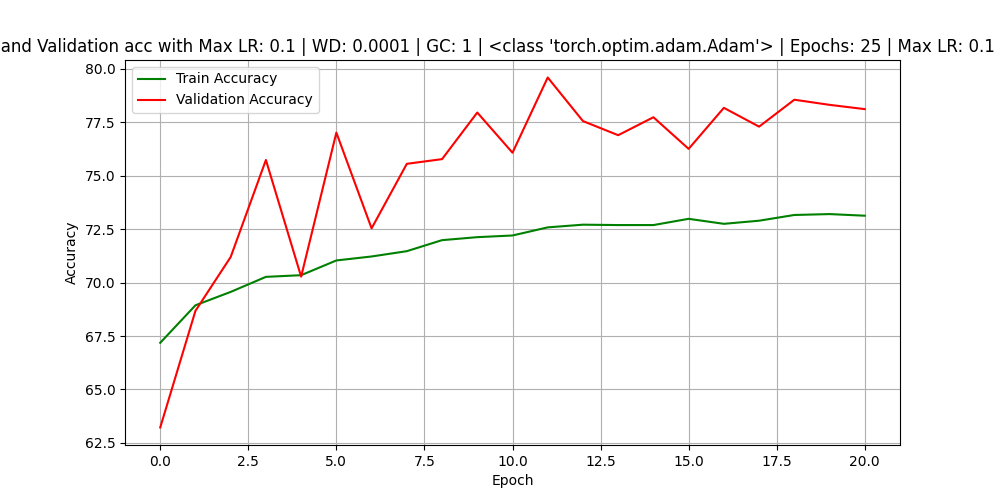 and Validation acc with Max LR: 0.1 | WD: 0.0001 | GC: 1 | <class 'torch.optim.adam.Adam'> | Epochs: 25 | Max LR: 0.1
Train Accuracy
Validation Accuracy
80.0
77.5
75.0
72.5
70.0
67.5
65.0
62.5
Accuracy
0.0 2.5 5.0 7.5 10.0 12.5 15.0 17.5 20.0
Epoch